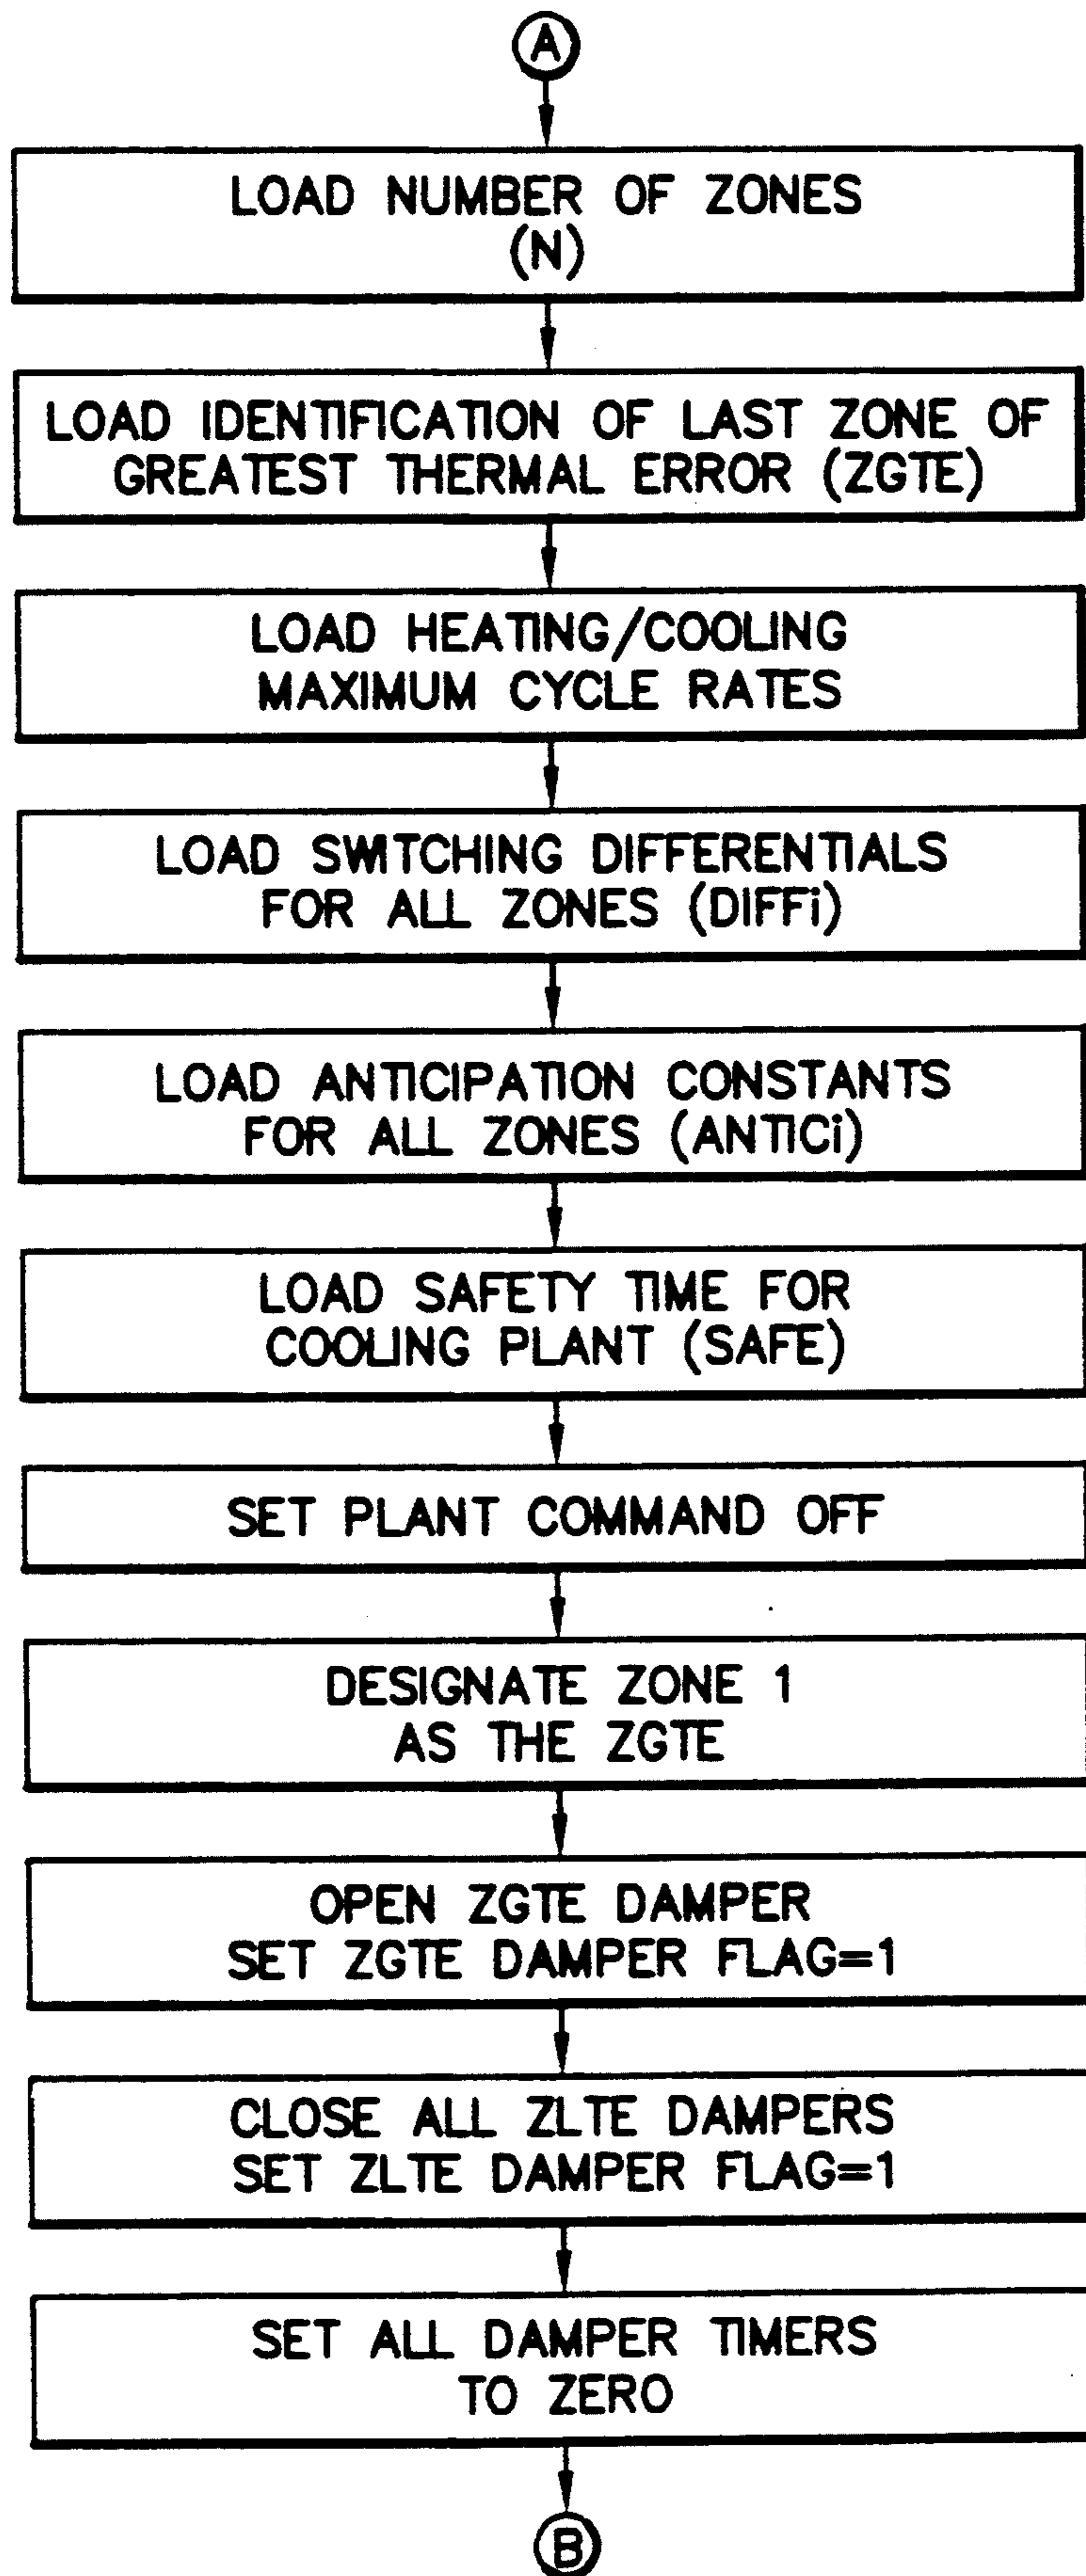 A
LOAD NUMBER OF ZONES
(N)
LOAD IDENTIFICATION OF LAST ZONE OF
GREATEST THERMAL ERROR (ZGTE)
LOAD HEATING/COOLING
MAXIMUM CYCLE RATES
LOAD SWITCHING DIFFERENTIALS
FOR ALL ZONES (DIFFi)
LOAD ANTICIPATION CONSTANTS
FOR ALL ZONES (ANTICi)
LOAD SAFETY TIME FOR
COOLING PLANT (SAFE)
SET PLANT COMMAND OFF
DESIGNATE ZONE 1
AS THE ZGTE
OPEN ZGTE DAMPER
SET ZGTE DAMPER FLAG=1
CLOSE ALL ZLTE DAMPERS
SET ZLTE DAMPER FLAG=1
SET ALL DAMPER TIMERS
TO ZERO
B